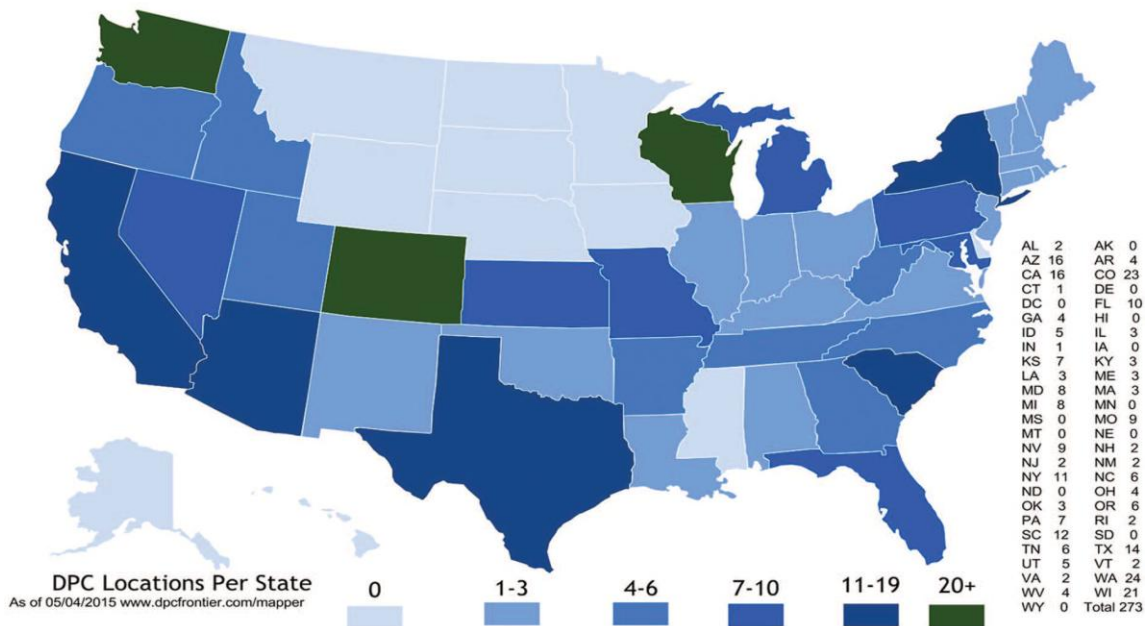 AL 2 AK 0
AZ 16 AR 4
CA 16 CO 23
CT 1 DE 0
DC 0 FL 10
GA 4 HI 0
ID 5 IL 3
IN 1 IA 0
KS 7 KY 3
LA 3 ME 3
MD 8 MA 3
MI 8 MN 0
MS 0 MO 9
MT 0 NE 0
NV 9 NH 2
NJ 2 NM 2
NY 11 NC 6
ND 0 OH 4
OK 3 OR 6
PA 7 RI 2
SC 12 SD 0
TN 6 TX 14
UT 5 VT 2
VA 2 WA 24
WV 4 WI 21
WY 0 Total 273
DPC Locations Per State
As of 05/04/2015 www.dpcfrontier.com/mapper
0 1-3 4-6 7-10 11-19 20+